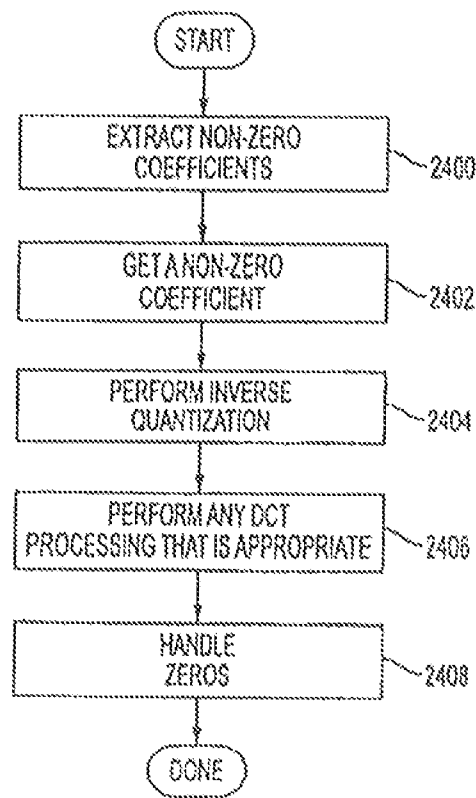 START
EXTRACT NON-ZERO
COEFFICIENTS
2400
GET A NON-ZERO
COEFFICIENT
2402
PERFORM INVERSE
QUANTIZATION
2404
PERFORM ANY DCT
PROCESSING THAT IS APPROPRIATE
2406
HANDLE
ZEROS
2408
DONE